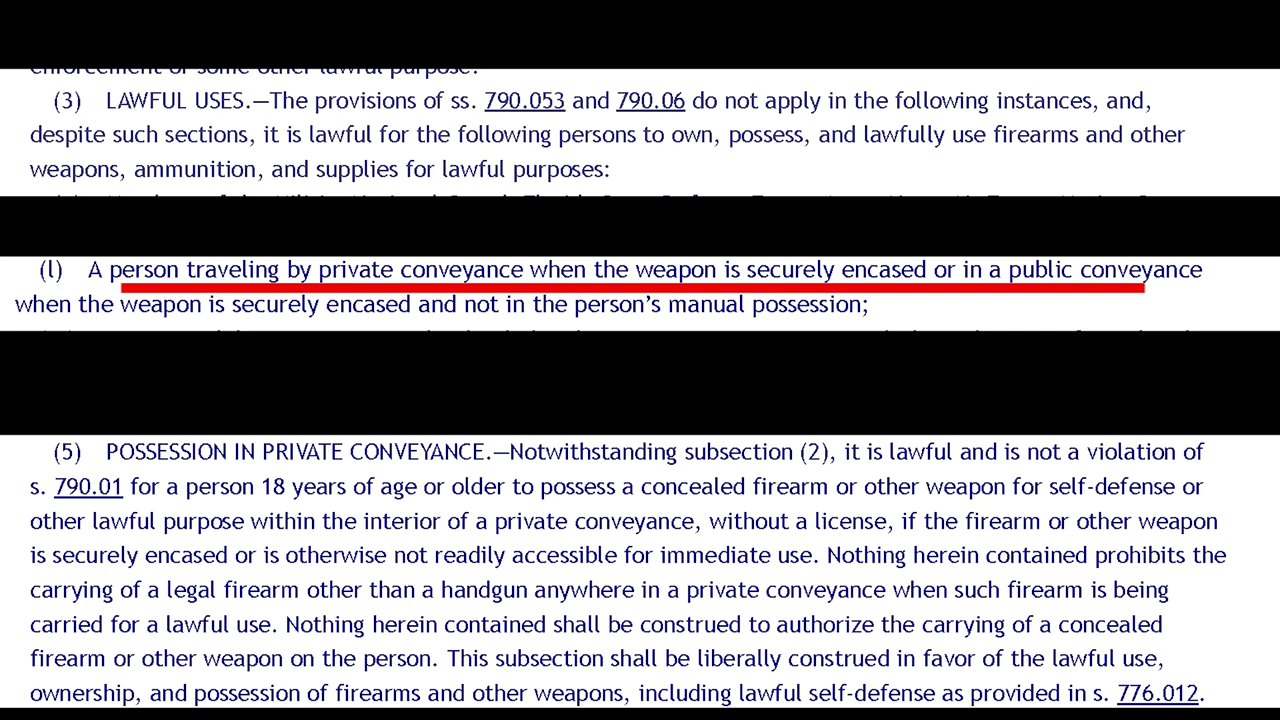 enforcement or some other lawful purpose.
(3) LAWFUL USES.—The provisions of ss. 790.053 and 790.06 do not apply in the following instances, and,
despite such sections, it is lawful for the following persons to own, possess, and lawfully use firearms and other
weapons, ammunition, and supplies for lawful purposes:
(l) A person traveling by private conveyance when the weapon is securely encased or in a public conveyance
when the weapon is securely encased and not in the person’s manual possession;
(5) POSSESSION IN PRIVATE CONVEYANCE.—Notwithstanding subsection (2), it is lawful and is not a violation of
s. 790.01 for a person 18 years of age or older to possess a concealed firearm or other weapon for self-defense or
other lawful purpose within the interior of a private conveyance, without a license, if the firearm or other weapon
is securely encased or is otherwise not readily accessible for immediate use. Nothing herein contained prohibits the
carrying of a legal firearm other than a handgun anywhere in a private conveyance when such firearm is being
carried for a lawful use. Nothing herein contained shall be construed to authorize the carrying of a concealed
firearm or other weapon on the person. This subsection shall be liberally construed in favor of the lawful use,
ownership, and possession of firearms and other weapons, including lawful self-defense as provided in s. 776.012.